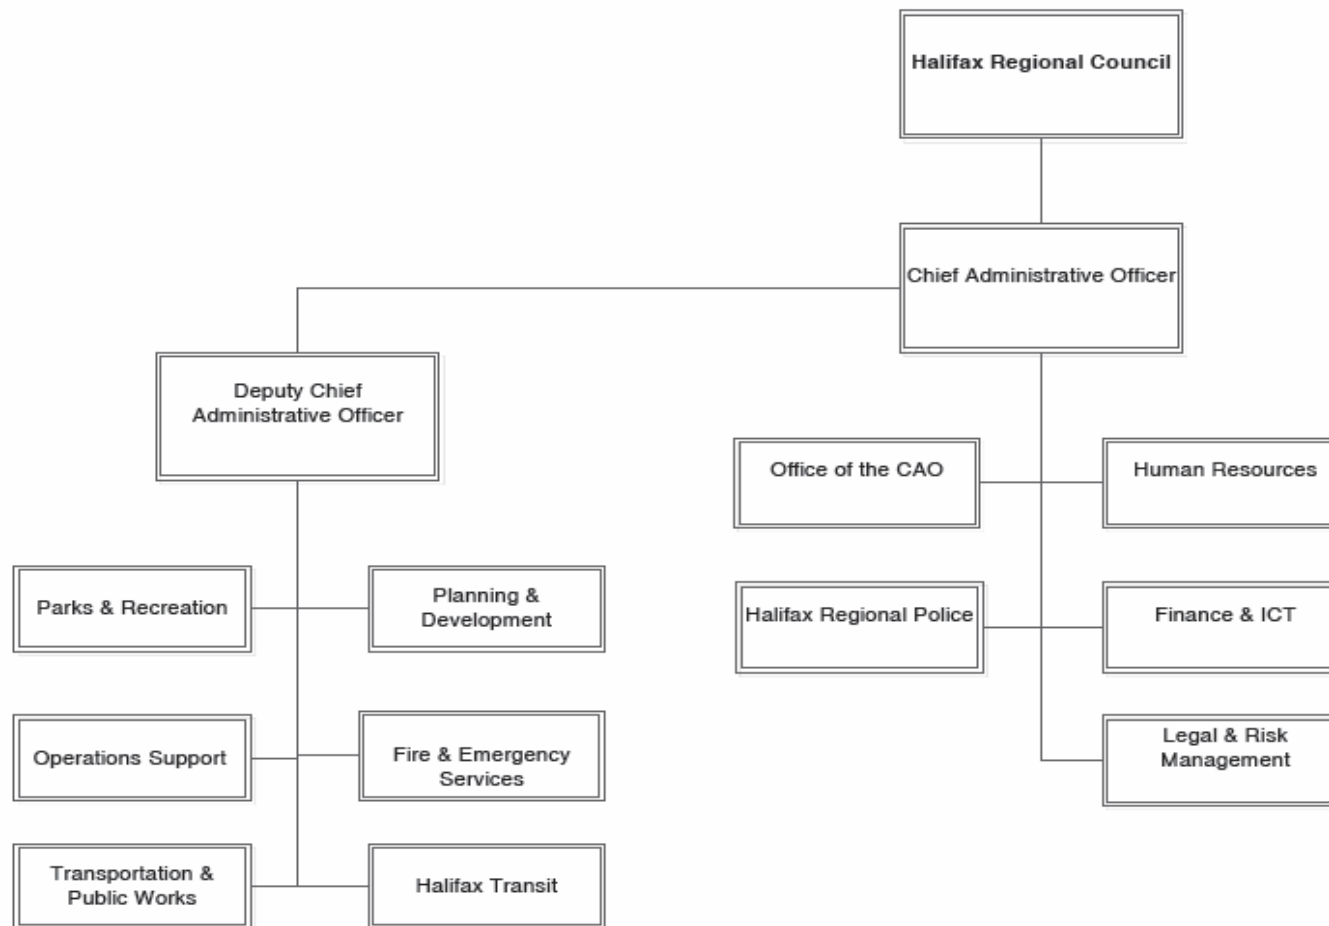 Halifax Regional Council
Chief Administrative Officer
Deputy Chief
Administrative Officer
Office of the CAO
Human Resources
Parks & Recreation
Planning &
Development
Halifax Regional Police
Finance & ICT
Operations Support
Fire & Emergency
Services
Legal & Risk
Management
Transportation &
Public Works
Halifax Transit